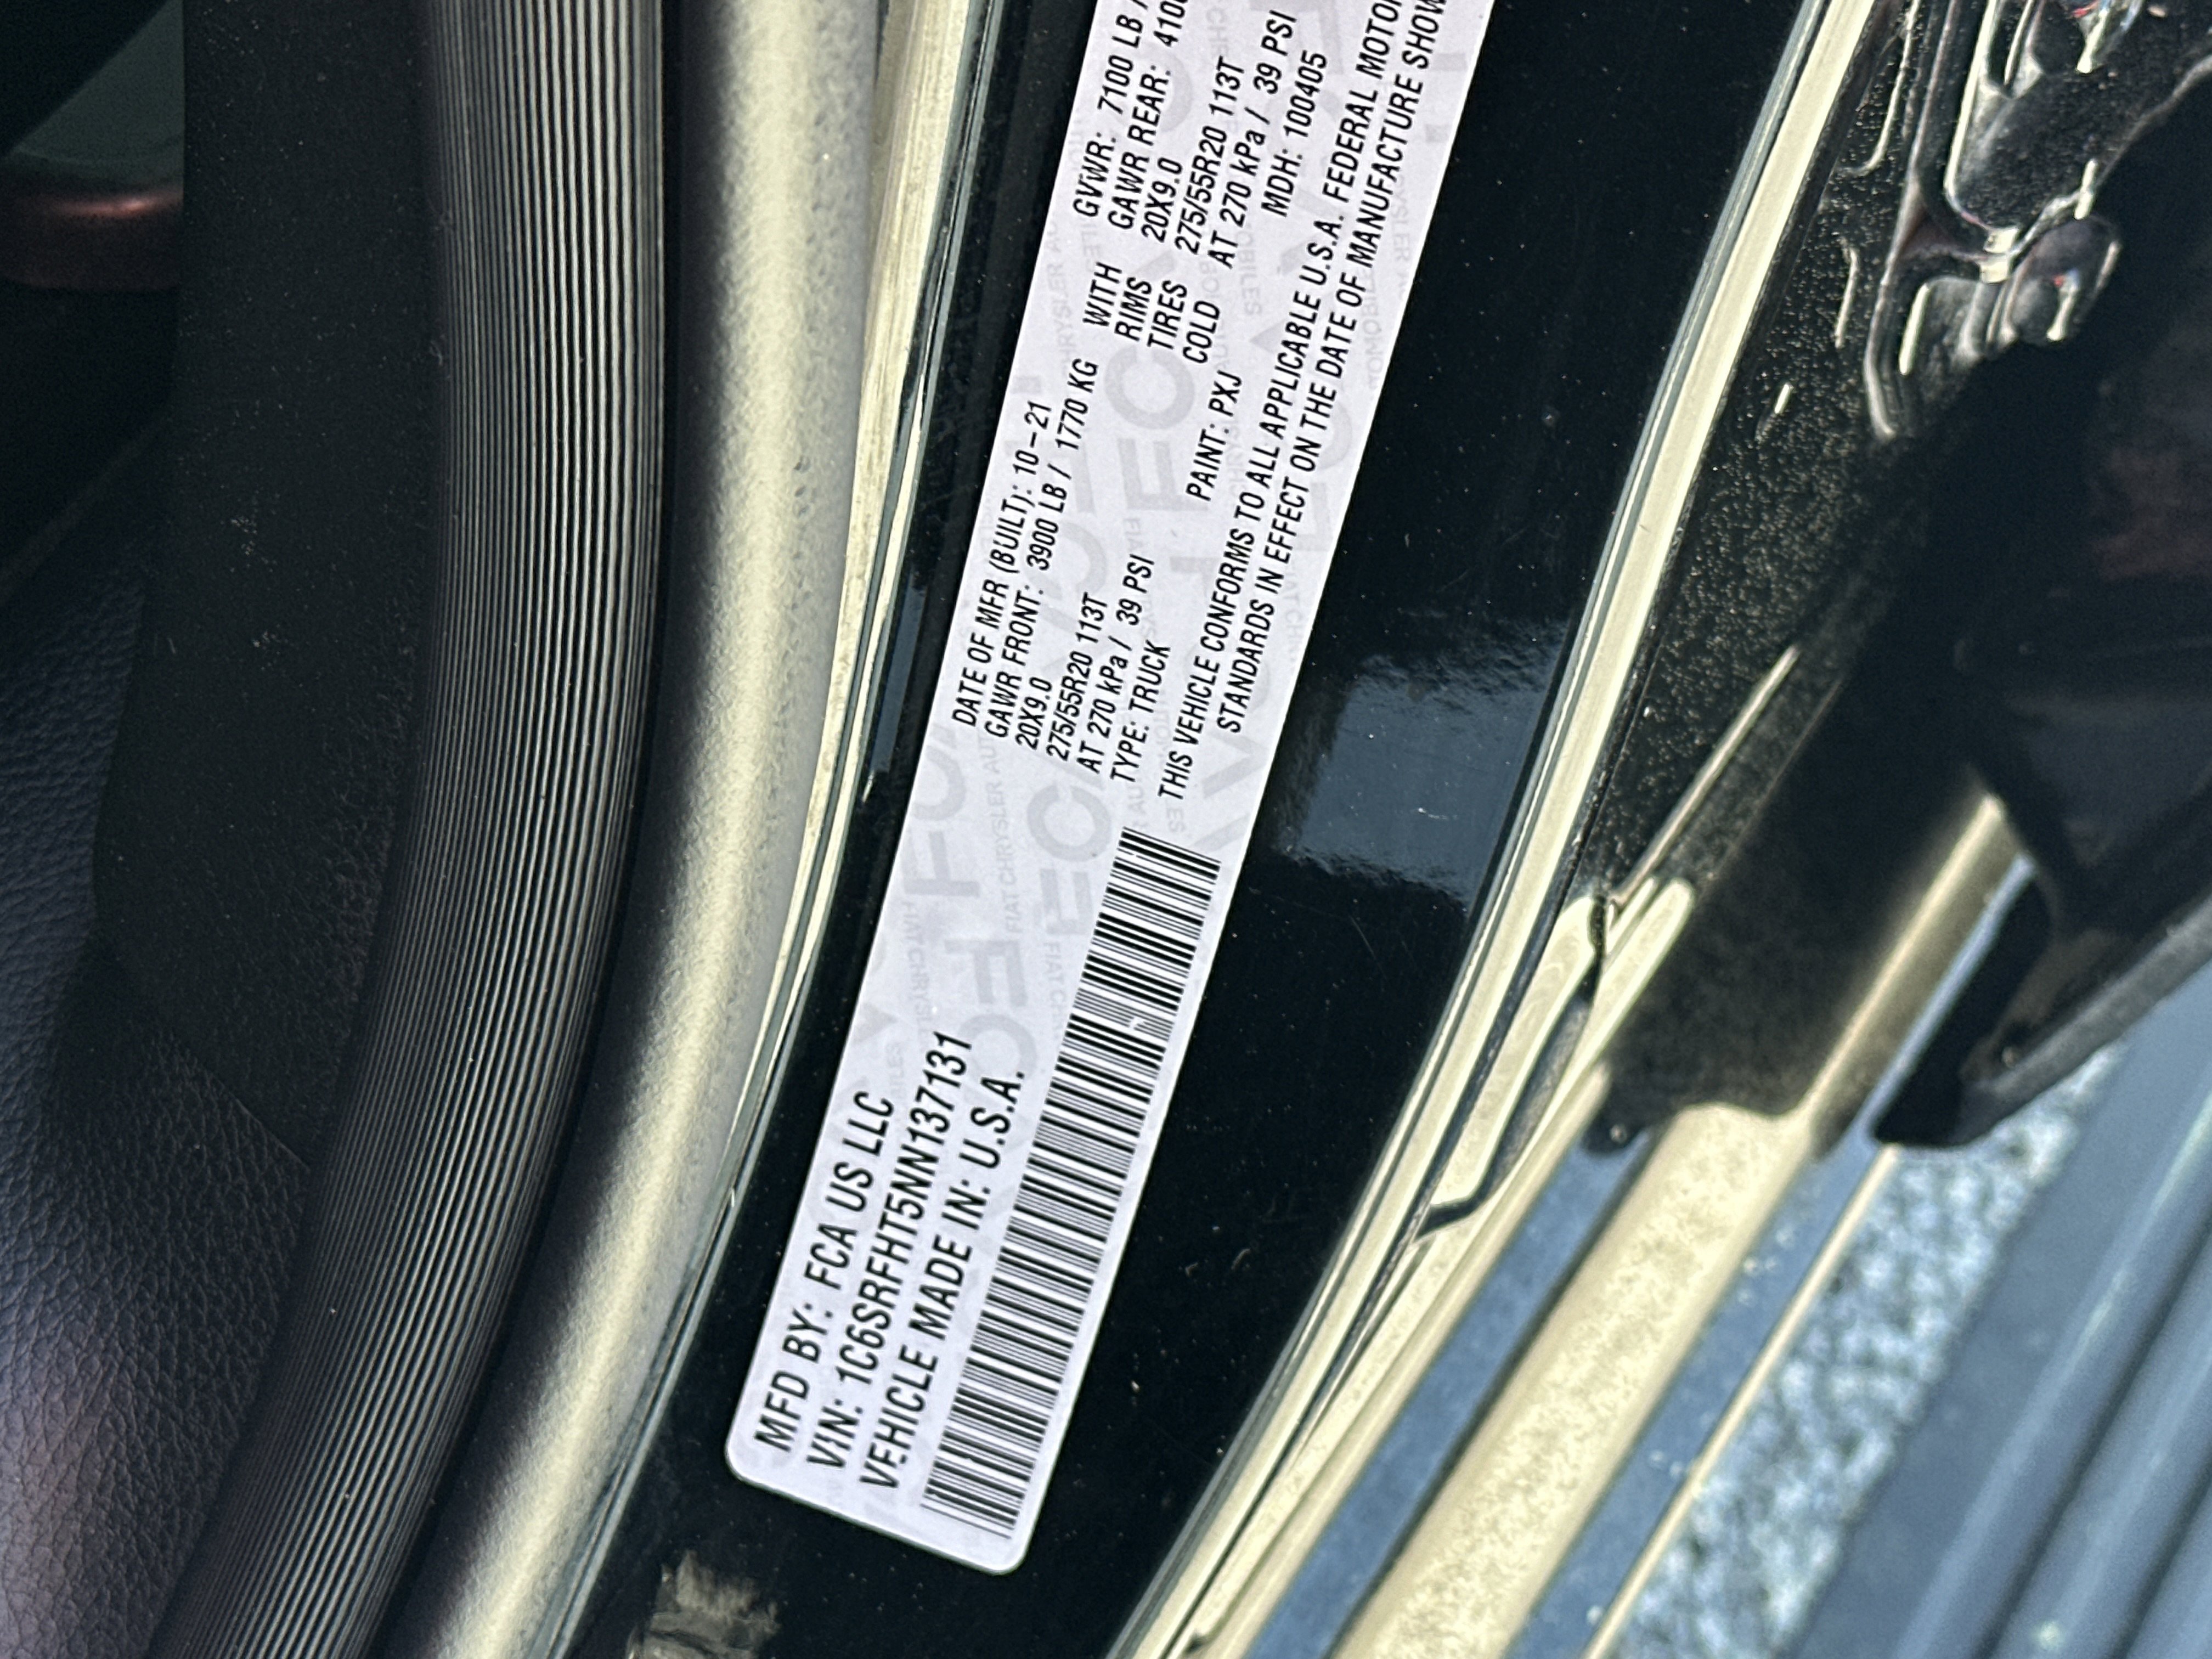 MFD BY: FCA US LLC
VIN: 1C6SRFHT5NN137131
VEHICLE MADE IN: U.S.A.
DATE OF MFR (BUILT): 10-21 GVWR: 7100 LB /
GAWR FRONT: 3900 LB / 1770 KG WITH GAWR REAR: 410
20X9.0 RIMS 20X9.0
275/55R20 113T TIRES 275/55R20 113T
AT 270 kPa / 39 PSI COLD AT 270 kPa / 39 PSI
TYPE: TRUCK PAINT: PXJ MDH: 100405
THIS VEHICLE CONFORMS TO ALL APPLICABLE U.S.A. FEDERAL MOTOR
STANDARDS IN EFFECT ON THE DATE OF MANUFACTURE SHOW